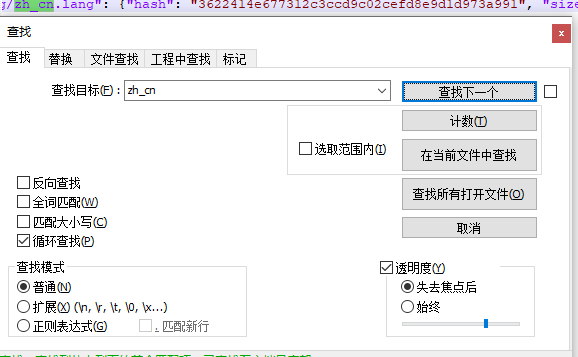 g/zh_cn.lang": {"hash": "3622414e677312c3ccd9c02cefd8e9d1d973a991", "size
查找
查找 替换 文件查找 工程中查找 标记
查找目标(F) : zh_cn 查找下一个
计数(T)
选取范围内(I) 在当前文件中查找
查找所有打开文件(O)
取消
反向查找
全词匹配(W)
匹配大小写(C)
循环查找(P)
查找模式
普通(N)
扩展(X) (\n, \r, \t, \0, \x...)
正则表达式(G) . 匹配新行
透明度(Y)
失去焦点后
始终